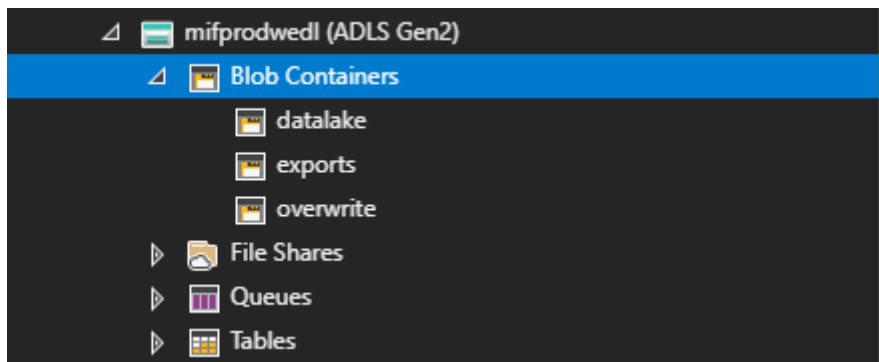 mifprodwedl (ADLS Gen2)
Blob Containers
datalake
exports
overwrite
File Shares
Queues
Tables